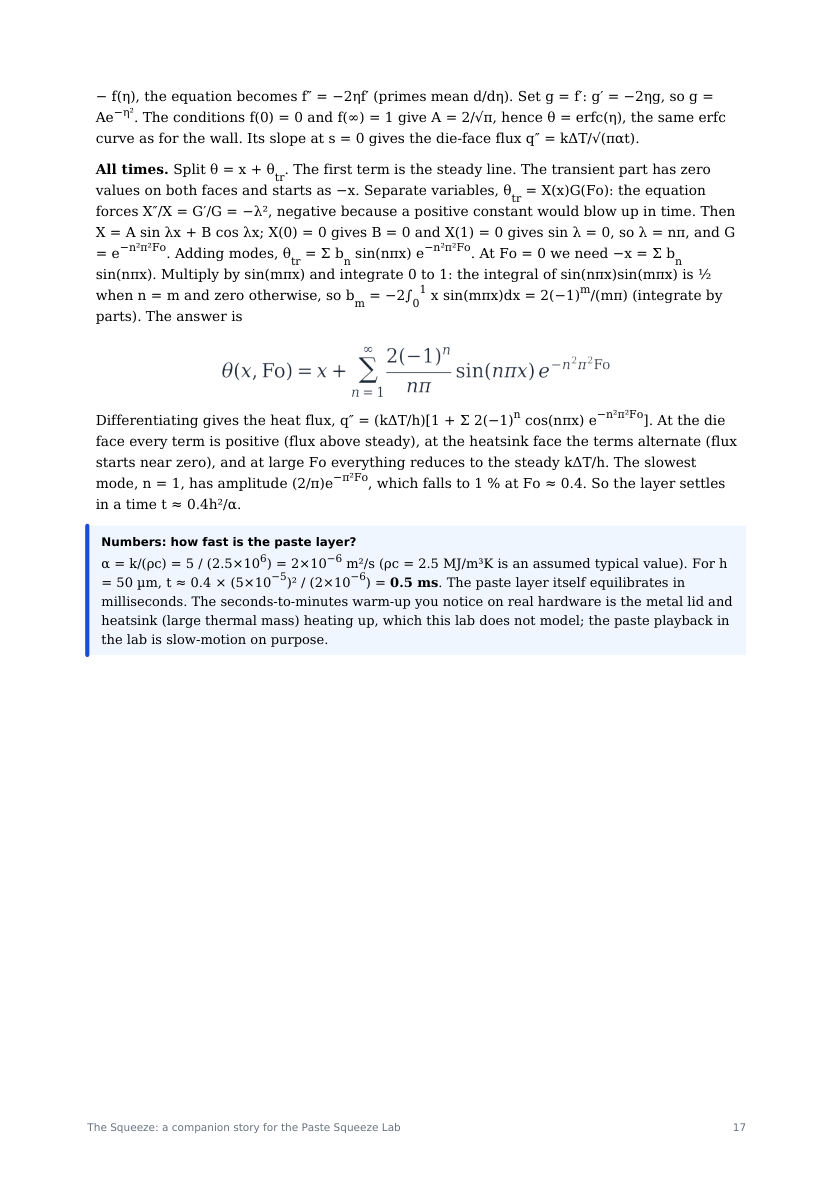 − f(η), the equation becomes f″ = −2ηf′ (primes mean d/dη). Set g = f′: g′ = −2ηg, so g =
Ae^−η². The conditions f(0) = 0 and f(∞) = 1 give A = 2/√π, hence θ = erfc(η), the same erfc
curve as for the wall. Its slope at s = 0 gives the die-face flux q″ = kΔT/√(παt).
All times. Split θ = x + θ_tr. The first term is the steady line. The transient part has zero
values on both faces and starts as −x. Separate variables, θ_tr = X(x)G(Fo): the equation
forces X″/X = G′/G = −λ², negative because a positive constant would blow up in time. Then
X = A sin λx + B cos λx; X(0) = 0 gives B = 0 and X(1) = 0 gives sin λ = 0, so λ = nπ, and G
= e^−n²π²Fo. Adding modes, θ_tr = Σ b_n sin(nπx) e^−n²π²Fo. At Fo = 0 we need −x = Σ b_n
sin(nπx). Multiply by sin(mπx) and integrate 0 to 1: the integral of sin(nπx)sin(mπx) is ½
when n = m and zero otherwise, so b_m = −2∫_0^1 x sin(mπx)dx = 2(−1)^m/(mπ) (integrate by
parts). The answer is
θ(x, Fo) = x + ∑_{n = 1}^{∞} \frac{2(−1)^n}{nπ} sin(nπx) e^{−n²π²Fo}
Differentiating gives the heat flux, q″ = (kΔT/h)[1 + Σ 2(−1)^n cos(nπx) e^−n²π²Fo]. At the die
face every term is positive (flux above steady), at the heatsink face the terms alternate (flux
starts near zero), and at large Fo everything reduces to the steady kΔT/h. The slowest
mode, n = 1, has amplitude (2/π)e^−π²Fo, which falls to 1 % at Fo ≈ 0.4. So the layer settles
in a time t ≈ 0.4h²/α.
Numbers: how fast is the paste layer?
α = k/(ρc) = 5 / (2.5×10^6) = 2×10^−6 m²/s (ρc = 2.5 MJ/m³K is an assumed typical value). For h
= 50 µm, t ≈ 0.4 × (5×10^−5)² / (2×10^−6) = 0.5 ms. The paste layer itself equilibrates in
milliseconds. The seconds-to-minutes warm-up you notice on real hardware is the metal lid and
heatsink (large thermal mass) heating up, which this lab does not model; the paste playback in
the lab is slow-motion on purpose.
The Squeeze: a companion story for the Paste Squeeze Lab
17